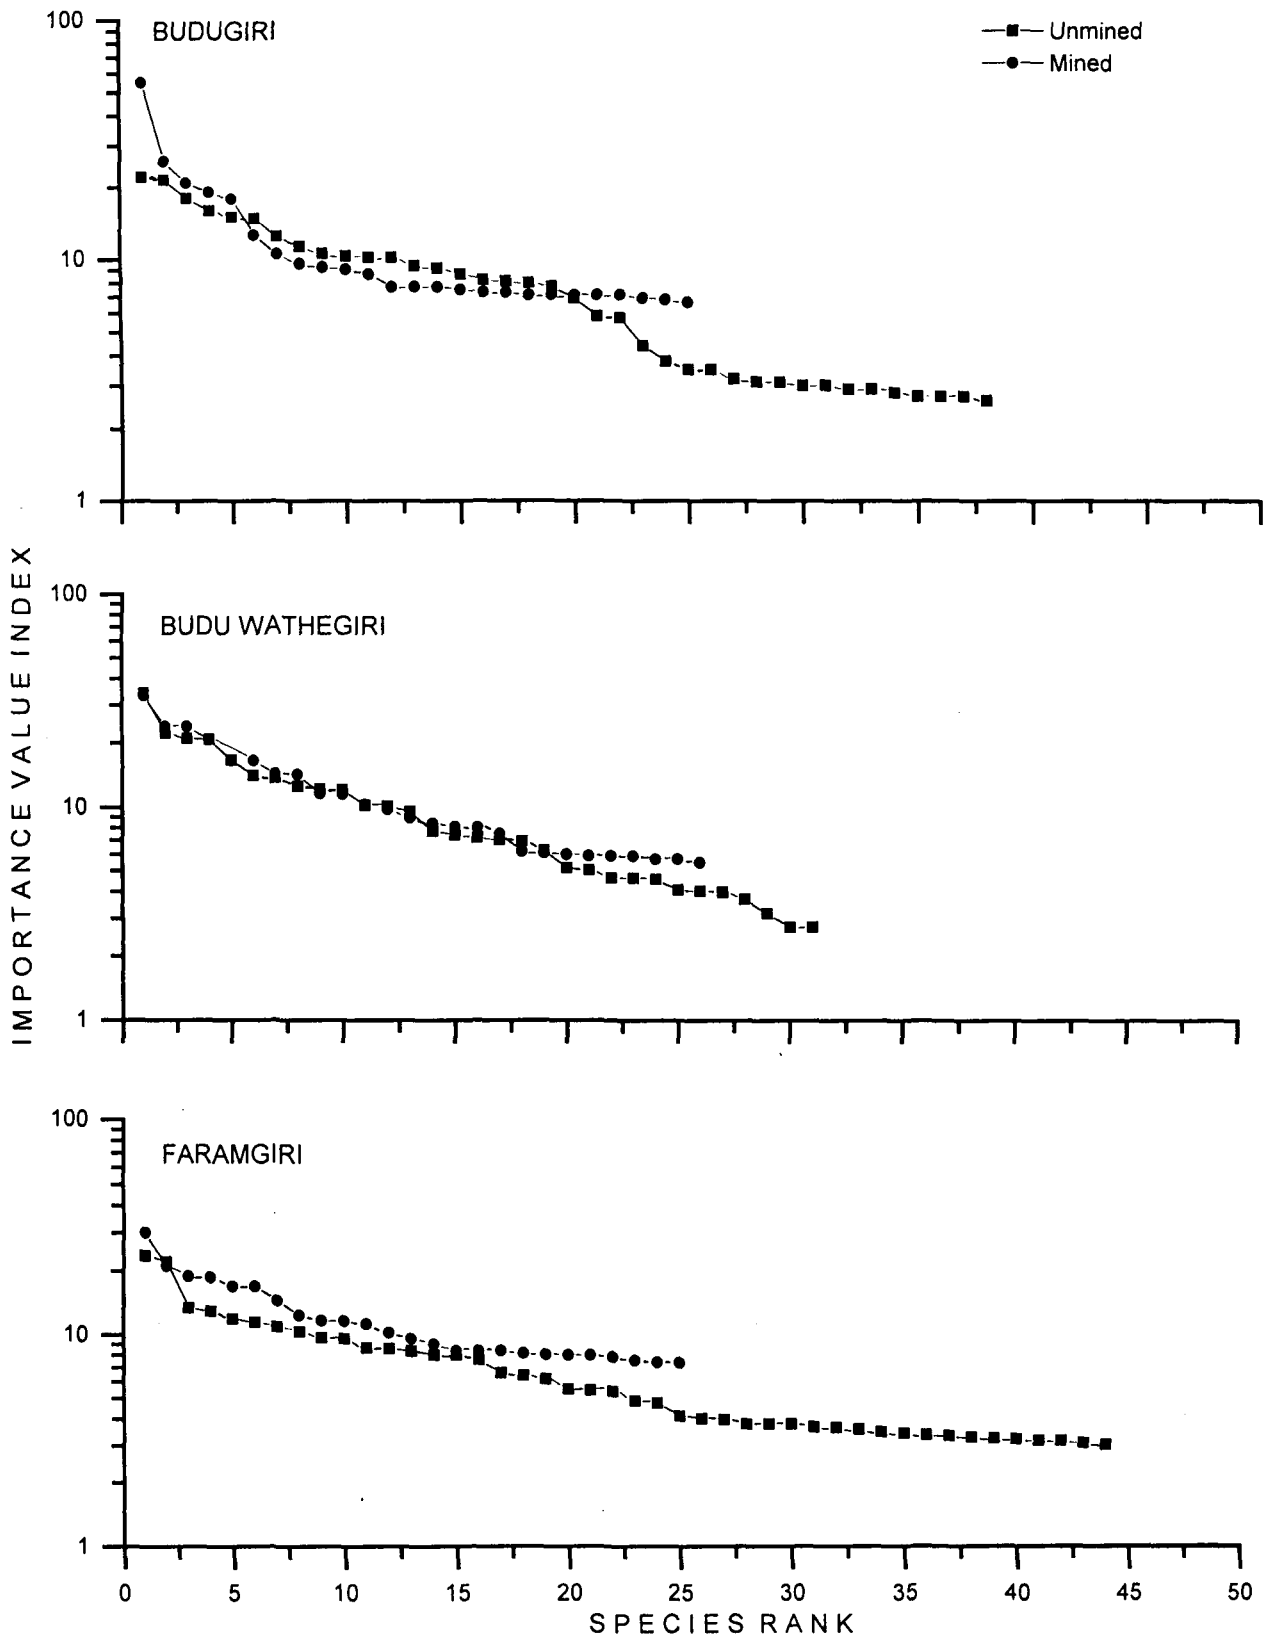 100
BUDUGIRI
Unmined
Mined
10
1
IMPORTANCE VALUE INDEX
100
BUDU WATHEGIRI
10
1
100
FARAMGIRI
10
1
0 5 10 15 20 25 30 35 40 45 50
SPECIES RANK